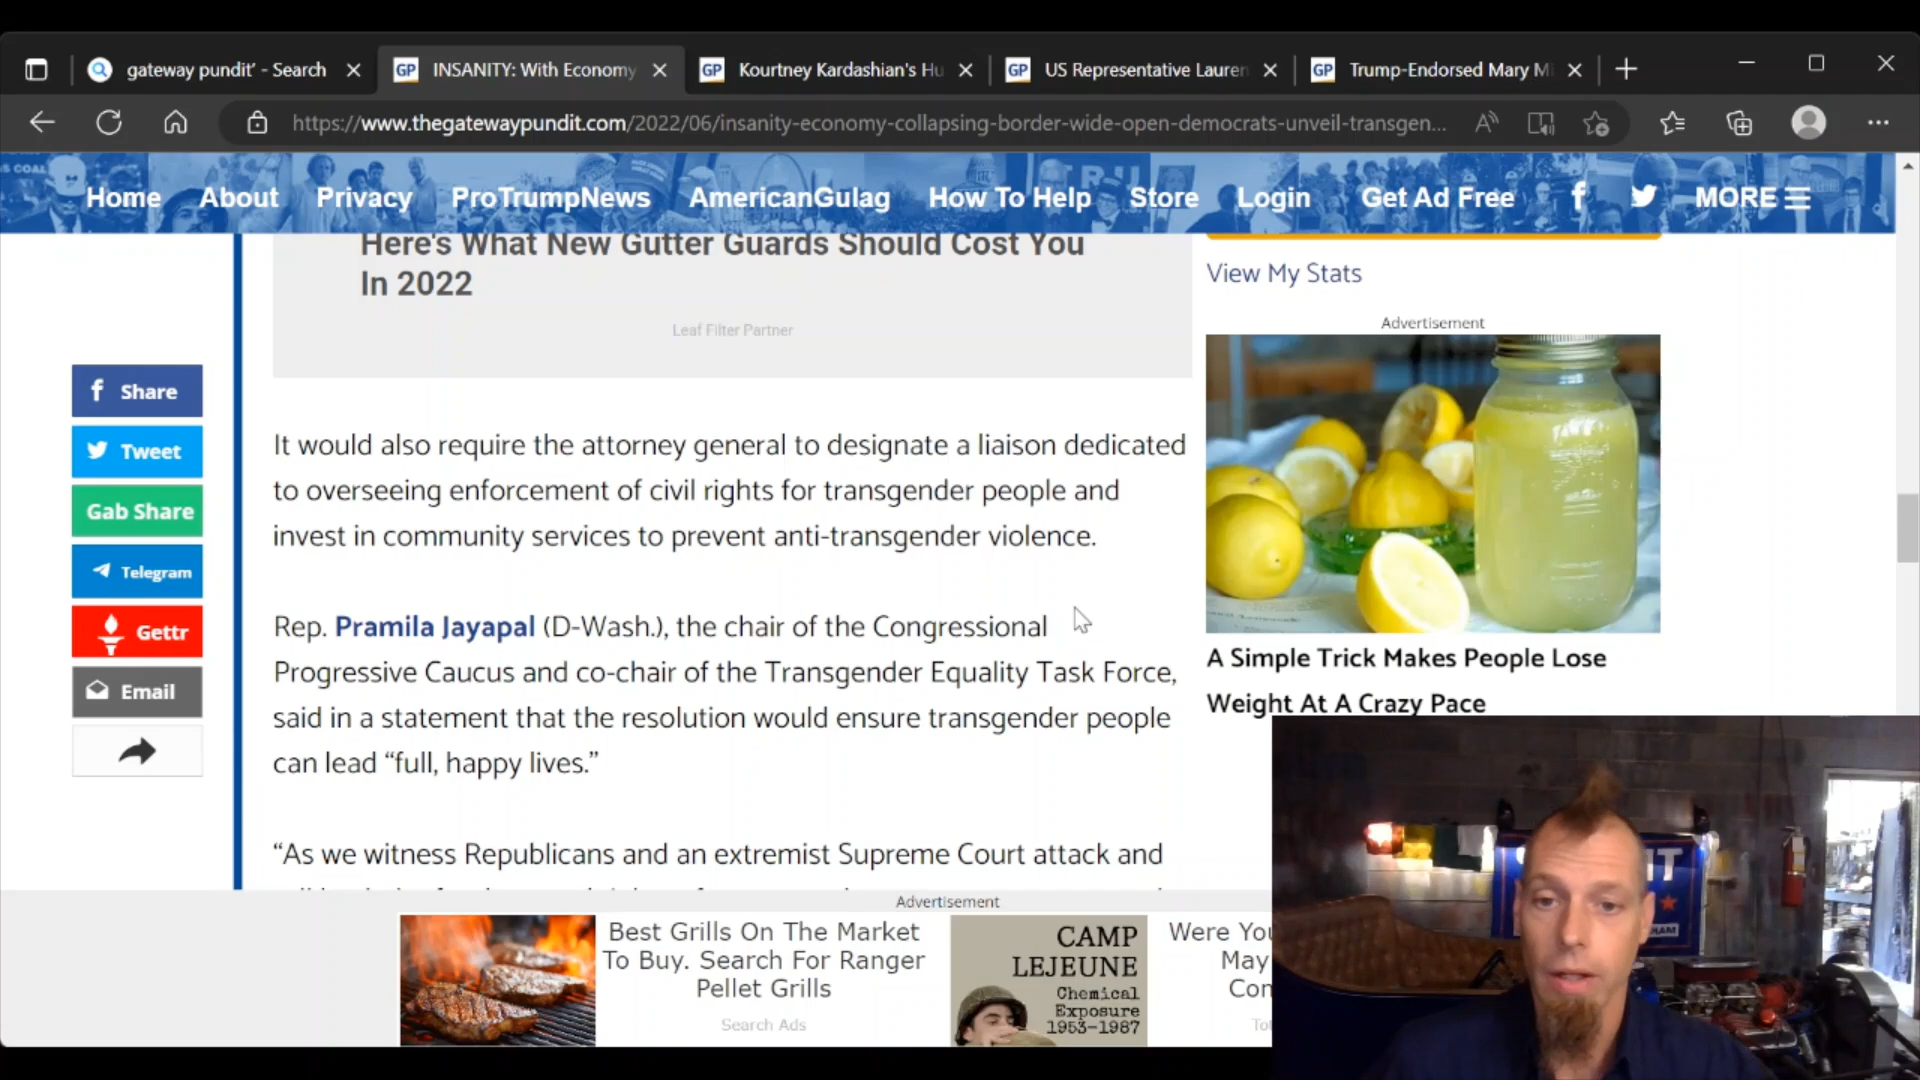 gateway pundit' - Search
INSANITY: With Economy
Kourtney Kardashian's Hu
US Representative Lauren
Trump-Endorsed Mary Mi
https://www.thegatewaypundit.com/2022/06/insanity-economy-collapsing-border-wide-open-democrats-unveil-transgen...
Home About Privacy ProTrumpNews AmericanGulag How To Help Store Login Get Ad Free MORE
Here's What New Gutter Guards Should Cost You
In 2022
Leaf Filter Partner
View My Stats
Advertisement
Share
Tweet
Gab Share
Telegram
Gettr
Email
It would also require the attorney general to designate a liaison dedicated
to overseeing enforcement of civil rights for transgender people and
invest in community services to prevent anti-transgender violence.
Rep. Pramila Jayapal (D-Wash.), the chair of the Congressional
Progressive Caucus and co-chair of the Transgender Equality Task Force,
said in a statement that the resolution would ensure transgender people
can lead “full, happy lives.”
“As we witness Republicans and an extremist Supreme Court attack and
A Simple Trick Makes People Lose
Weight At A Crazy Pace
Advertisement
Best Grills On The Market
To Buy. Search For Ranger
Pellet Grills
Search Ads
CAMP
LEJEUNE
Chemical
Exposure
1953-1987
Were You
May
Con